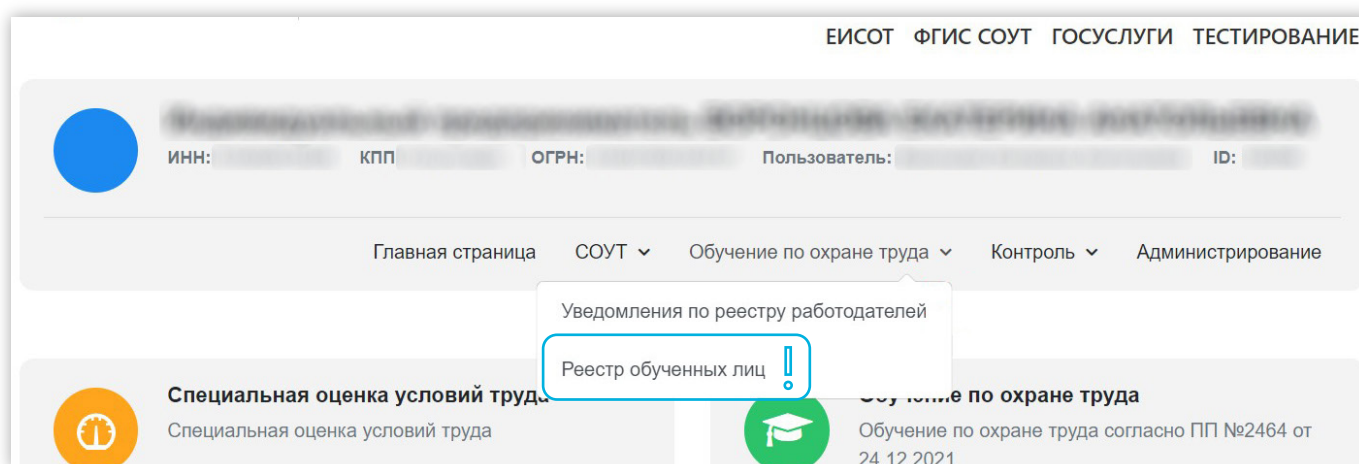 ЕИСОТ ФГИС СОУТ ГОСУСЛУГИ ТЕСТИРОВАНИЕ
ИНН: КПП ОГРН: Пользователь: ID:
Главная страница СОУТ Обучение по охране труда Контроль Администрирование
Уведомления по реестру работодателей
Реестр обученных лиц !
Специальная оценка условий труда
Специальная оценка условий труда
по охране труда
Обучение по охране труда согласно ПП №2464 от
24.12.2021